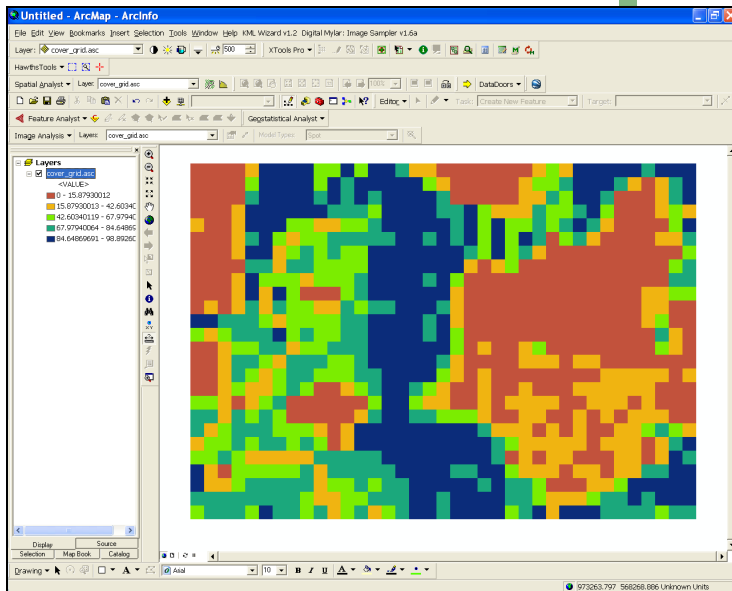 Untitled - ArcMap - ArcInfo
File Edit View Bookmarks Insert Selection Tools Window Help KML Wizard v1.2 Digital Mylar: Image Sampler v1.6a
Layer: cover_grid.asc 500 XTools Pro
HawthsTools
Spatial Analyst Layer: cover_grid.asc 100% DataDoors
Editor Task: Create New Feature Target:
Feature Analyst Geostatistical Analyst
Image Analysis Layers: cover_grid.asc Model Types: Spot
Layers
cover_grid.asc
<VALUE>
0 - 15.87930012
15.87930013 - 42.60340
42.60340119 - 67.97940
67.97940064 - 84.64869
84.64869691 - 98.89260
Display Source
Selection Map Book Catalog
Drawing A Arial 10 B I U A
973263.797 568268.886 Unknown Units